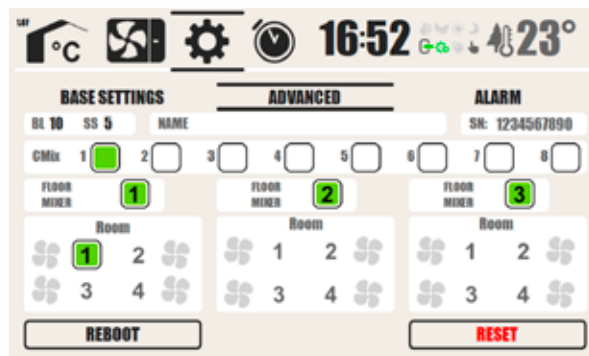 °C 16:52 23°
BASE SETTINGS ADVANCED ALARM
BL 10 SS 5 NAME SN: 1234567890
GMix 1 2 3 4 5 6 7 8
FLOOR MIXER 1 FLOOR MIXER 2 FLOOR MIXER 3
Room Room Room
1 2 1 2 1 2
3 4 3 4 3 4
REBOOT RESET